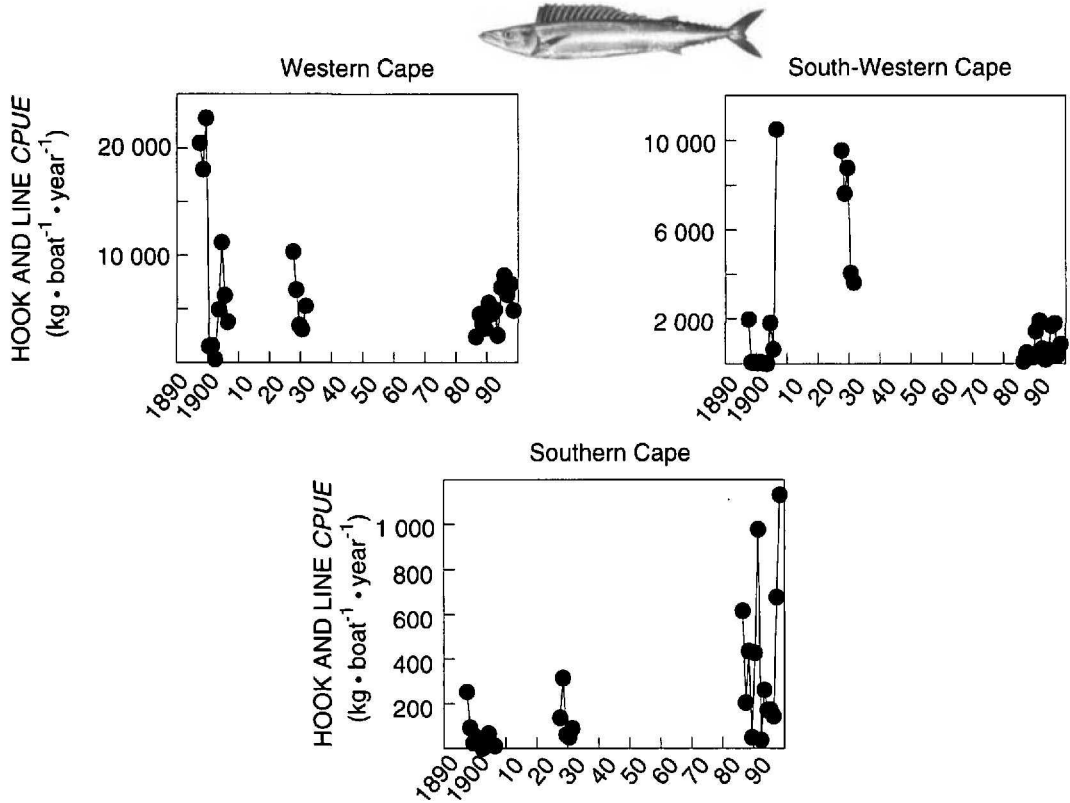 Western Cape
HOOK AND LINE CPUE
(kg • boat⁻¹ • year⁻¹)
20 000
10 000
1890 1900 10 20 30 40 50 60 70 80 90
South-Western Cape
10 000
6 000
2 000
1890 1900 10 20 30 40 50 60 70 80 90
Southern Cape
HOOK AND LINE CPUE
(kg • boat⁻¹ • year⁻¹)
1 000
800
600
400
200
1890 1900 10 20 30 40 50 60 70 80 90